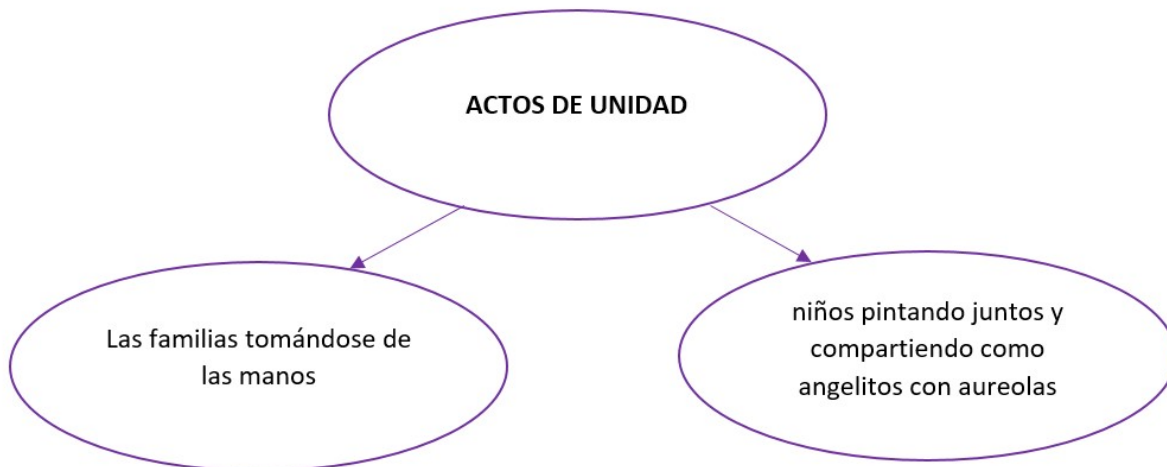 ACTOS DE UNIDAD
Las familias tomándose de
las manos
niños pintando juntos y
compartiendo como
angelitos con aureolas